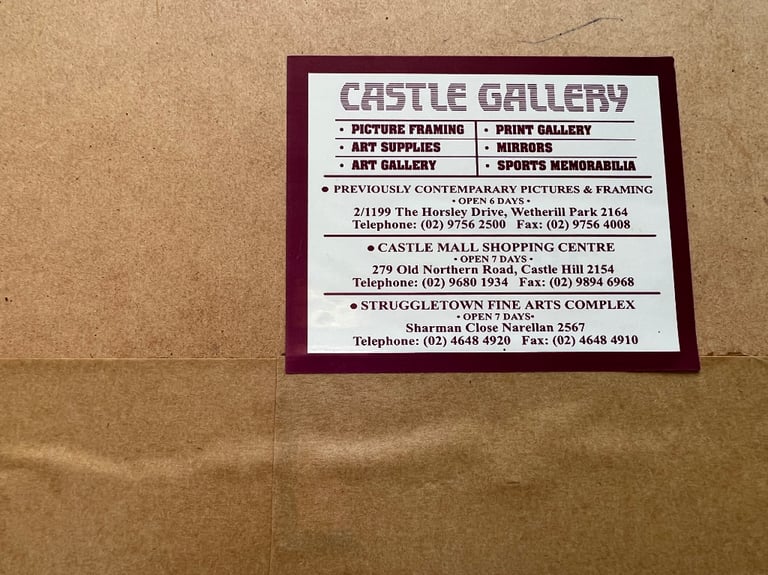 CASTLE GALLERY
• PICTURE FRAMING • PRINT GALLERY
• ART SUPPLIES • MIRRORS
• ART GALLERY • SPORTS MEMORABILIA
• PREVIOUSLY CONTEMPARARY PICTURES & FRAMING
• OPEN 6 DAYS •
2/1199 The Horsley Drive, Wetherill Park 2164
Telephone: (02) 9756 2500 Fax: (02) 9756 4008
• CASTLE MALL SHOPPING CENTRE
• OPEN 7 DAYS •
279 Old Northern Road, Castle Hill 2154
Telephone: (02) 9680 1934 Fax: (02) 9894 6968
• STRUGGLETOWN FINE ARTS COMPLEX
• OPEN 7 DAYS•
Sharman Close Narellan 2567
Telephone: (02) 4648 4920 Fax: (02) 4648 4910